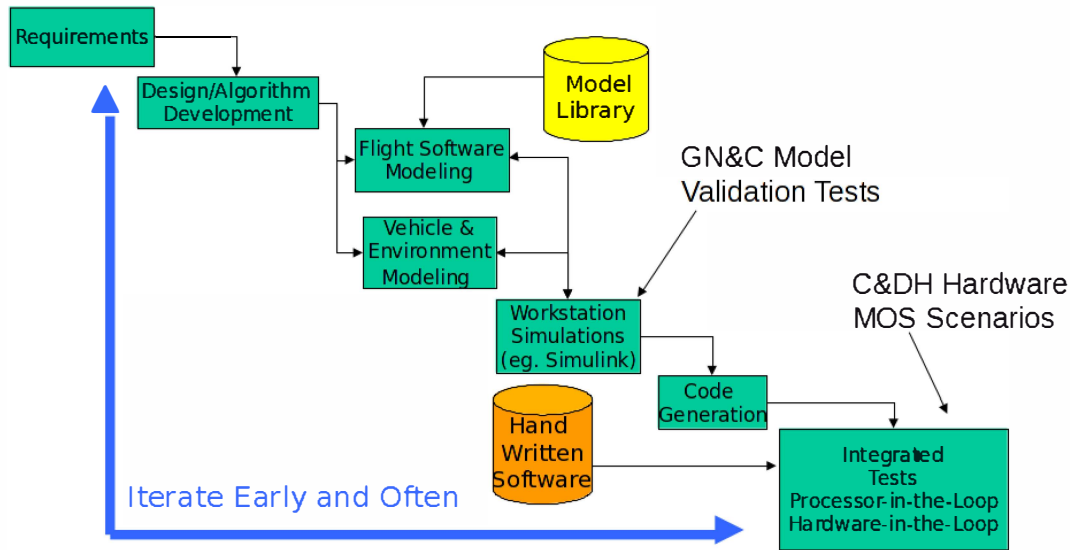 Requirements
Design/Algorithm
Development
Model
Library
Flight Software
Modeling
GN&C Model
Validation Tests
Vehicle &
Environment
Modeling
C&DH Hardware
MOS Scenarios
Workstation
Simulations
(eg. Simulink)
Code
Generation
Hand
Written
Software
Integrated
Tests
Processor-in-the-Loop
Hardware-in-the-Loop
Iterate Early and Often